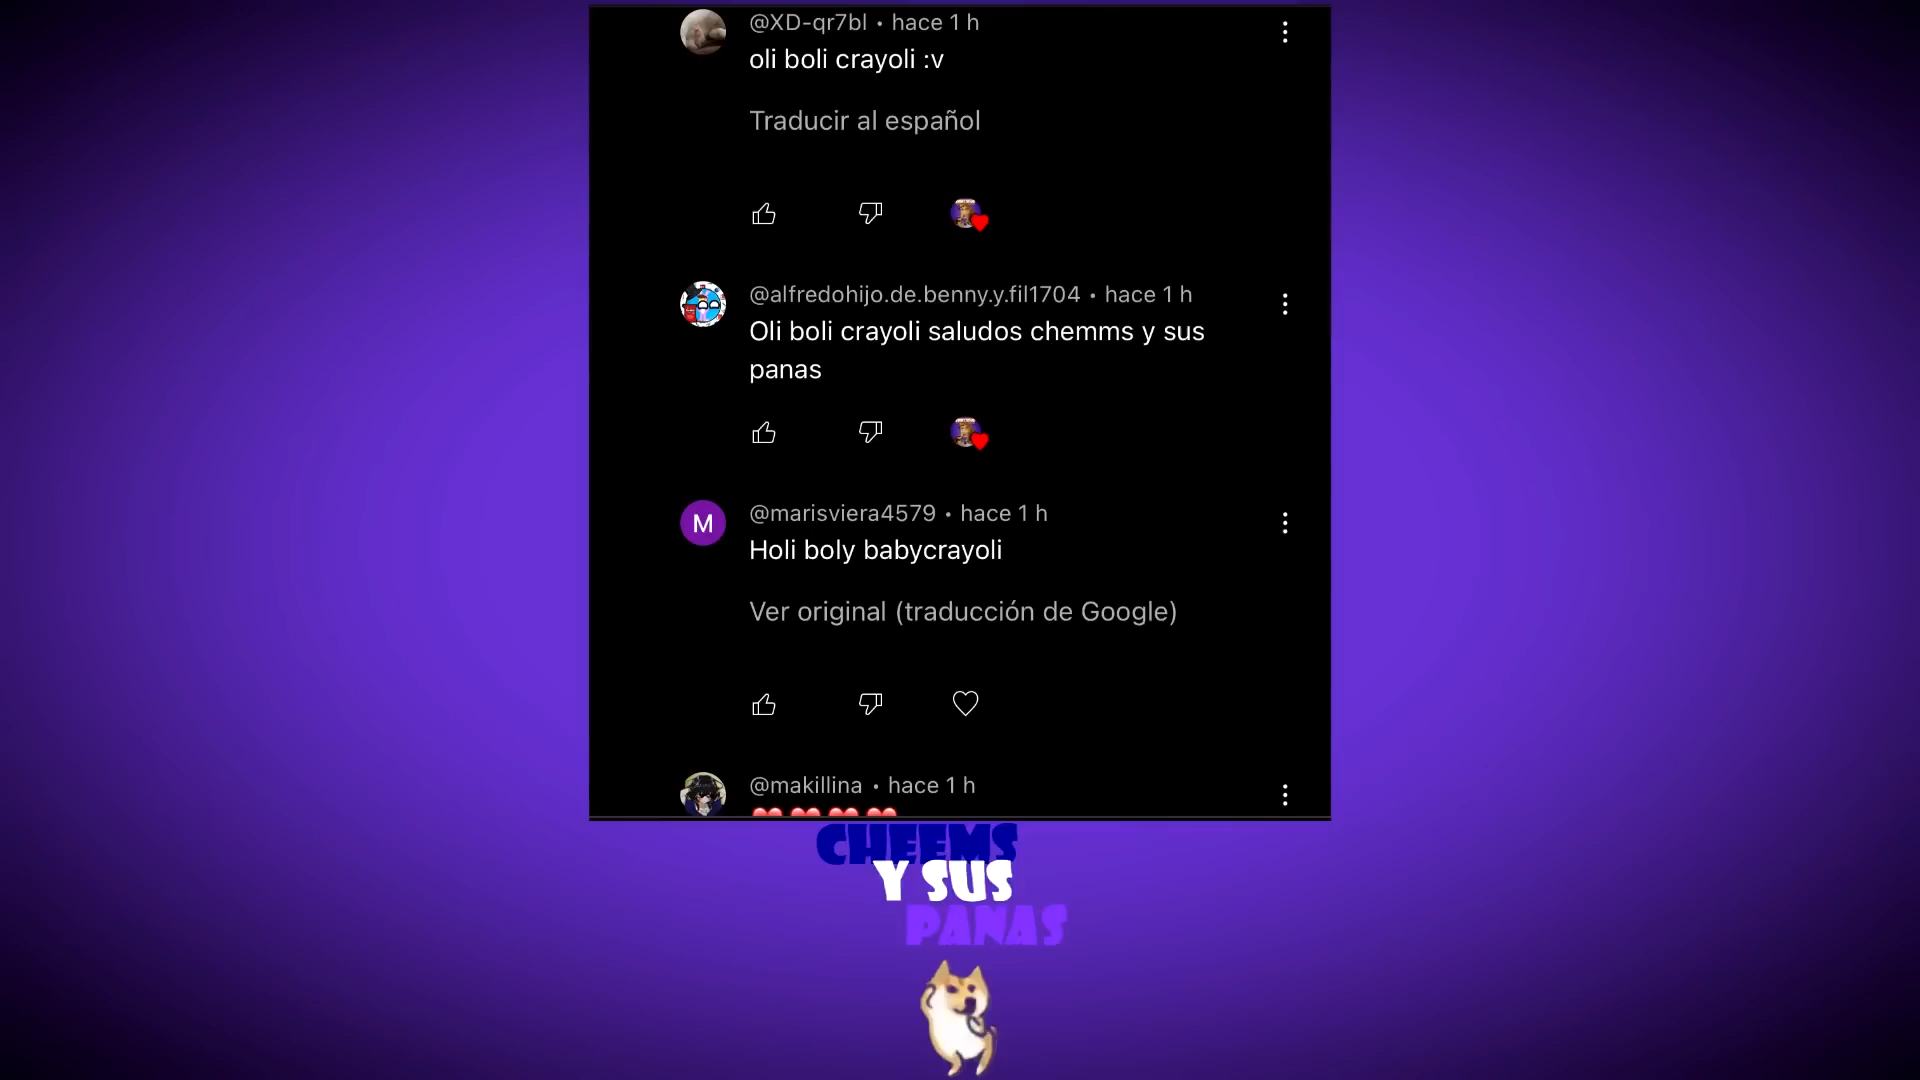 @XD-qr7bl • hace 1 h
oli boli crayoli :v
Traducir al español
@alfredohijo.de.benny.y.fil1704 • hace 1 h
Oli boli crayoli saludos chemms y sus
panas
M
@marisviera4579 • hace 1 h
Holi boly babycrayoli
Ver original (traducción de Google)
@makillina • hace 1 h
CHEEMS
Y SUS
PANAS